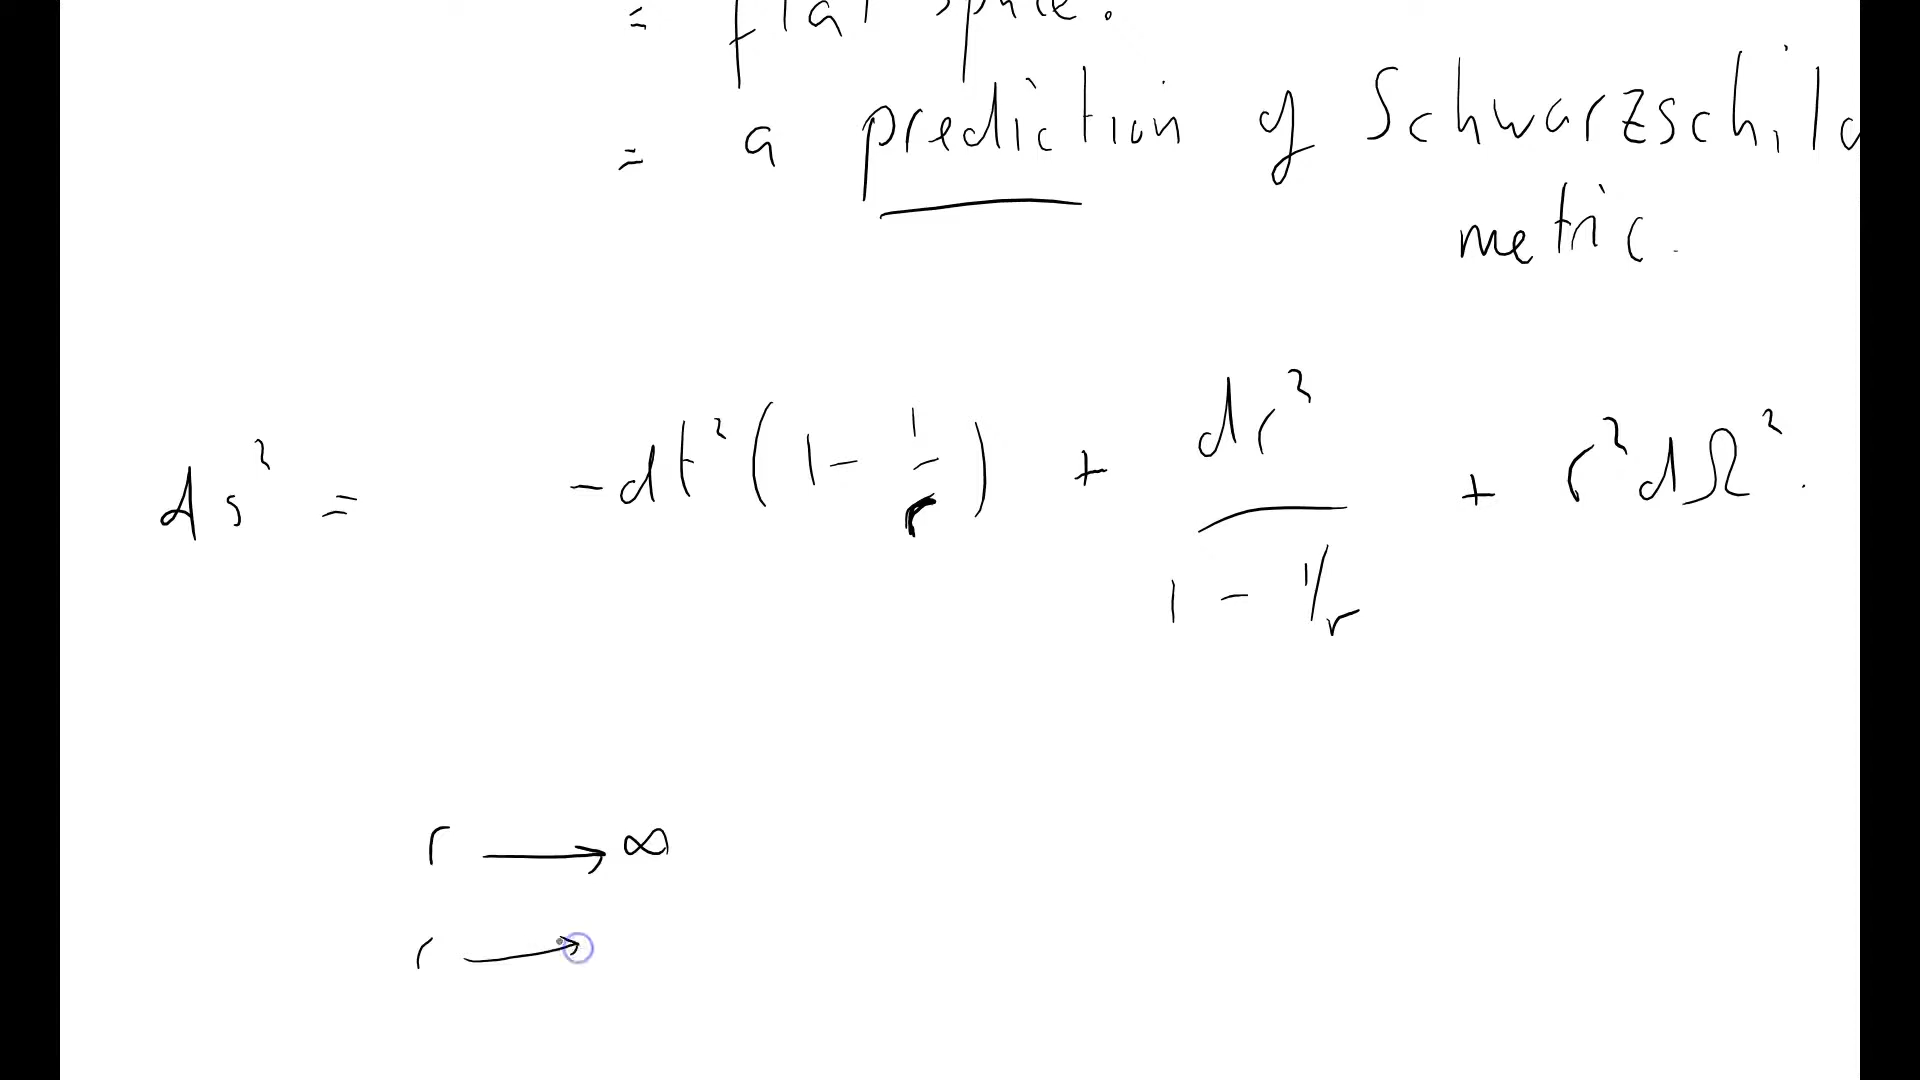 = flat space.
= a prediction of Schwarzschild
metric.
ds² = -dt²(1 - 1/r) + dr²/(1 - 1/r) + r²dΩ².
r → ∞
r →